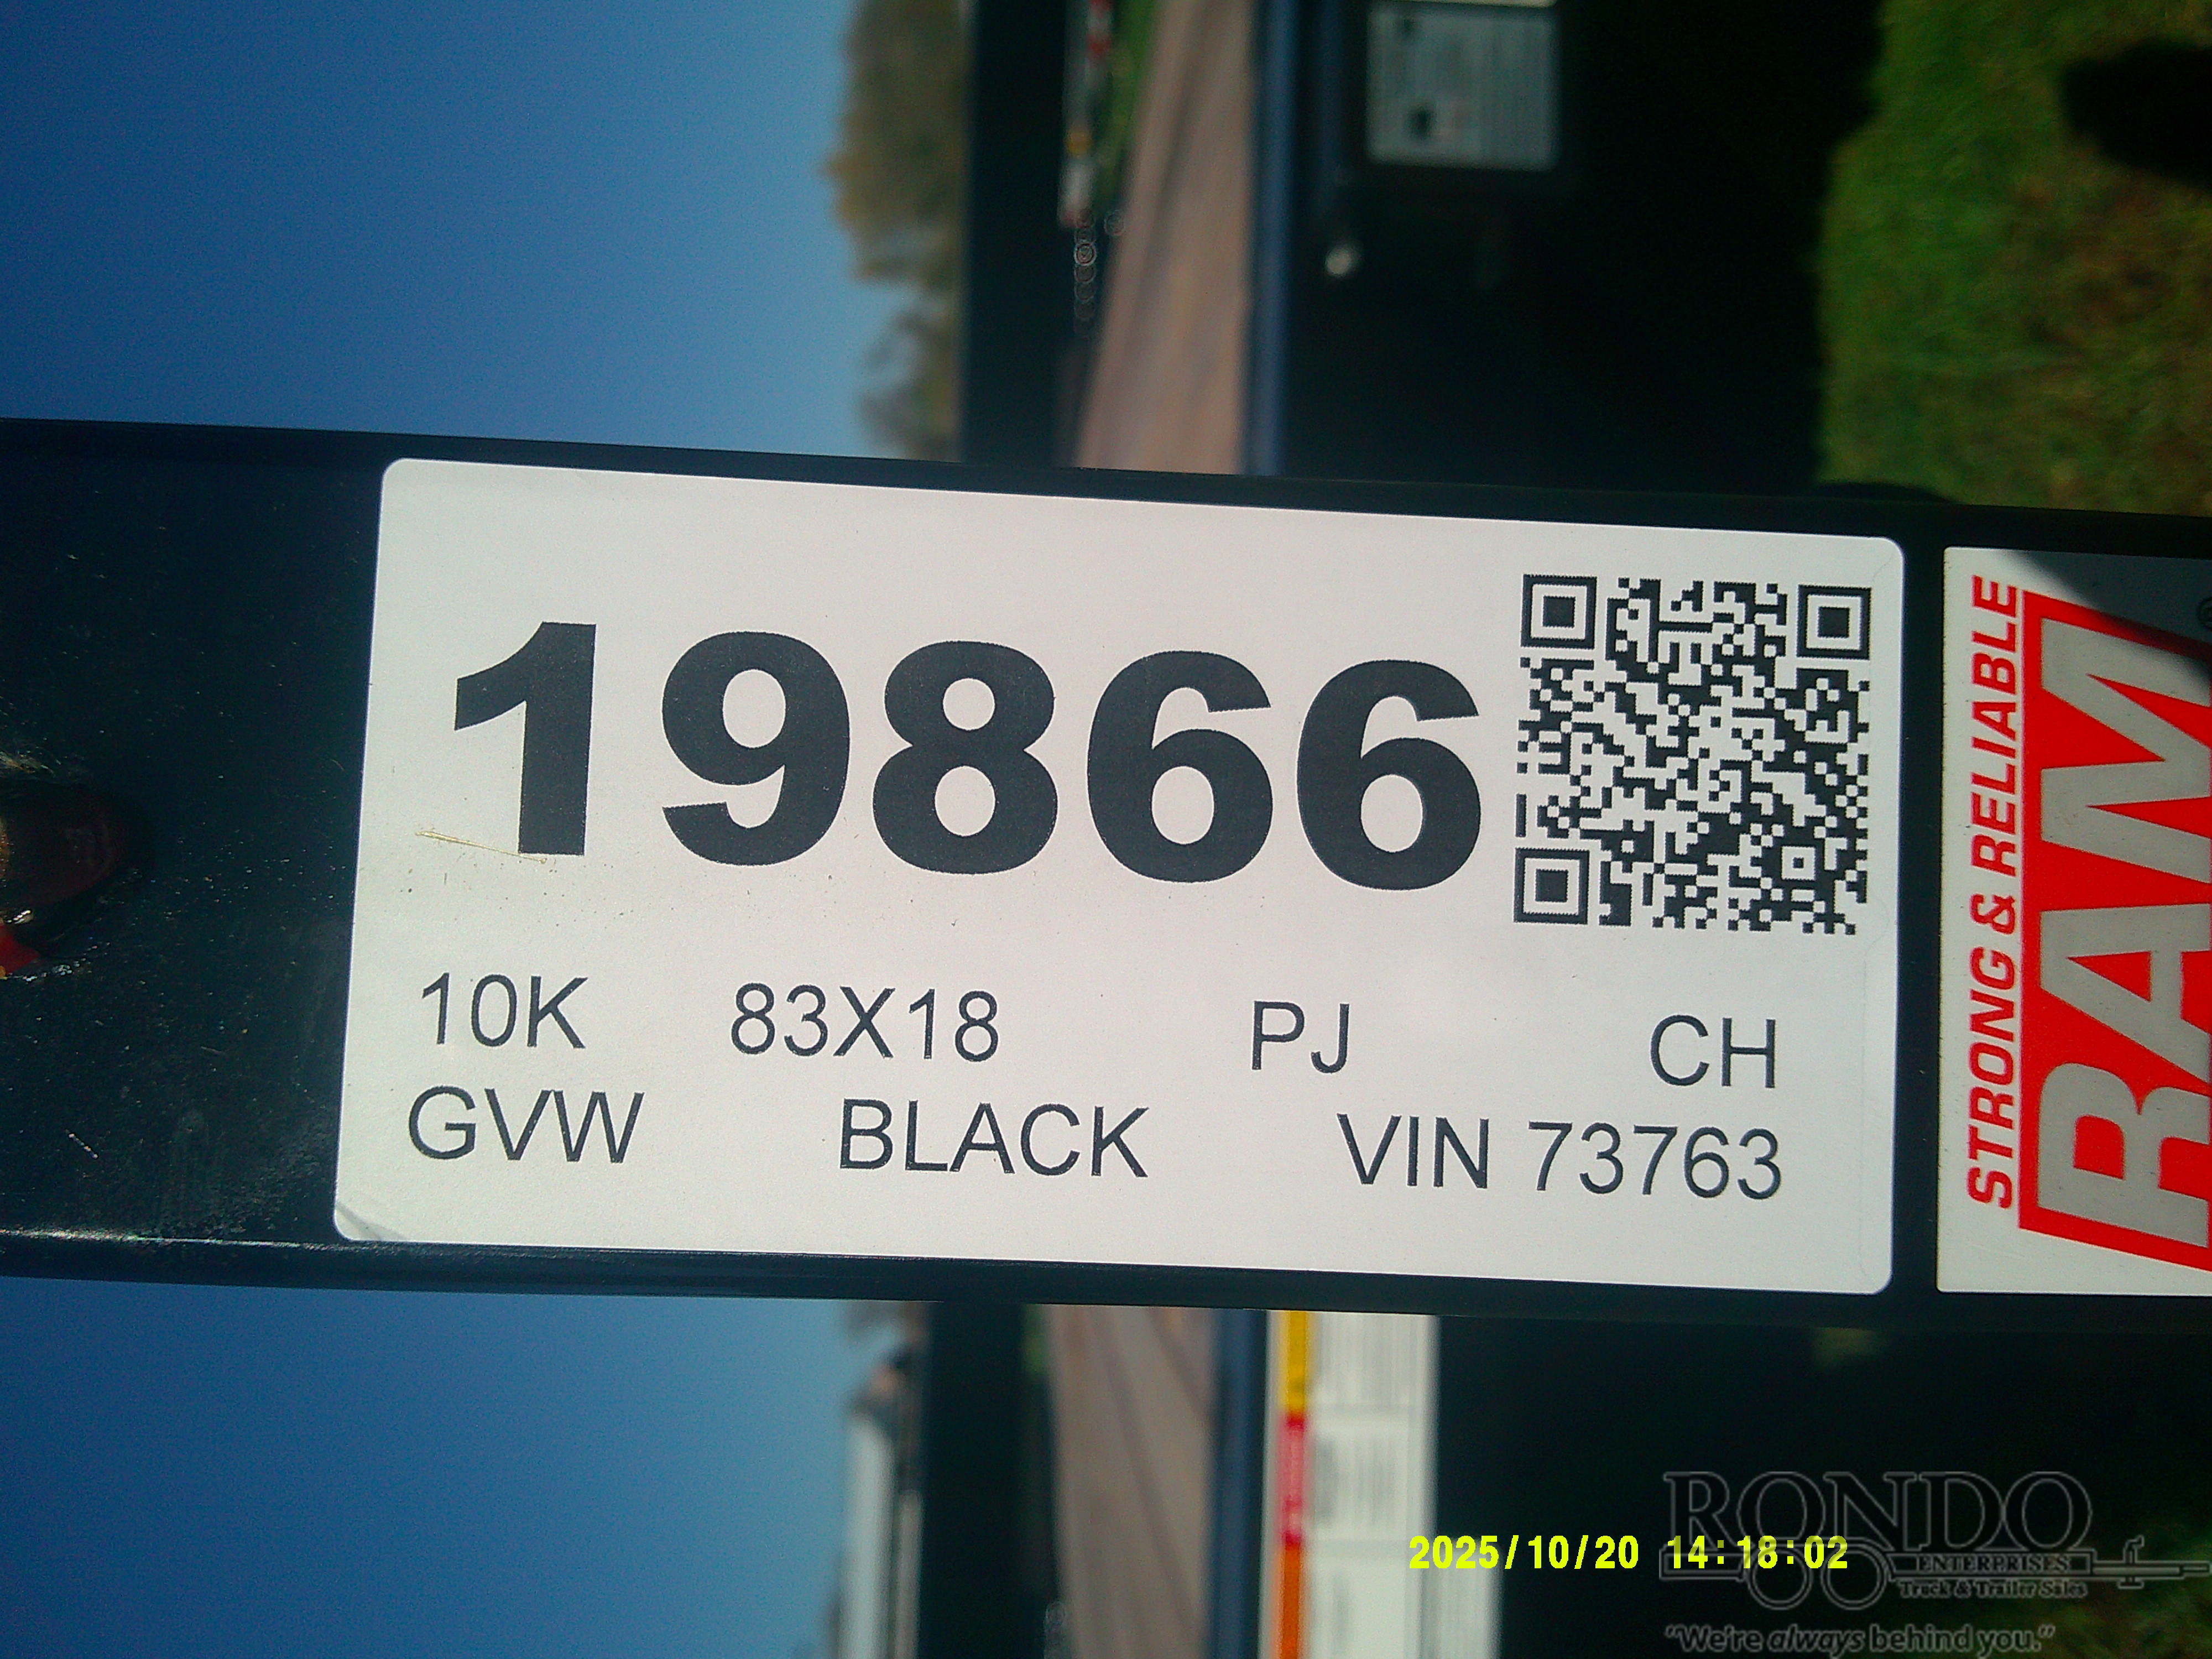 19866
10K 83X18 PJ CH
GVW BLACK VIN 73763
STRONG & RELIABLE
RAM
2025/10/20 14:18:02
RONDO
ENTERPRISES
Truck & Trailer Sales
"We're always behind you."